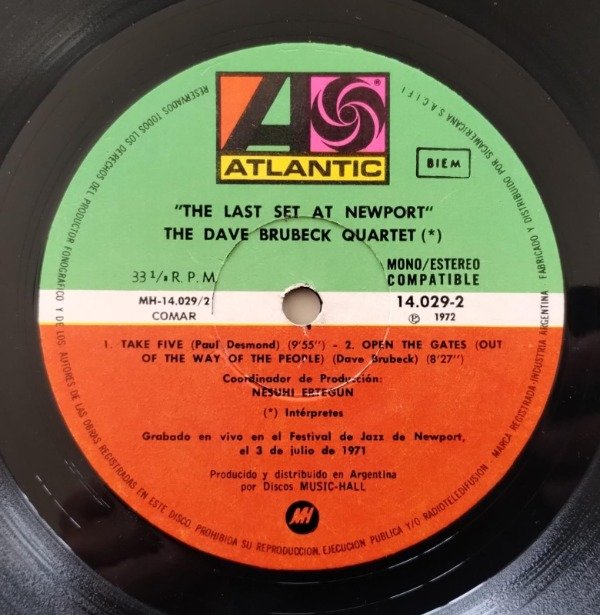 ATLANTIC
®
BIEM
"THE LAST SET AT NEWPORT"
THE DAVE BRUBECK QUARTET (*)
33 1/3 R. P. M.
MONO/ESTEREO
COMPATIBLE
MH-14.029/2
COMAR
14.029-2
Ⓟ 1972
1. TAKE FIVE (Paul Desmond) (9'55") - 2. OPEN THE GATES (OUT
OF THE WAY OF THE PEOPLE) (Dave Brubeck) (8'27")
Coordinador de Producción:
NESUHI ERTEGUN
(*) Intérpretes
Grabado en vivo en el Festival de Jazz de Newport,
el 3 de julio de 1971
Producido y distribuido en Argentina
por Discos MUSIC-HALL
MH
RESERVADOS TODOS LOS DERECHOS DEL PRODUCTOR FONOGRAFICO Y DE LOS AUTORES DE LAS OBRAS REGISTRADAS EN ESTE DISCO. PROHIBIDA SU REPRODUCCION, EJECUCION PUBLICA Y/O RADIOTELEDIFUSION - MARCA REGISTRADA - INDUSTRIA ARGENTINA FABRICADO Y DISTRIBUIDO POR SICAMERICANA S A C I F I